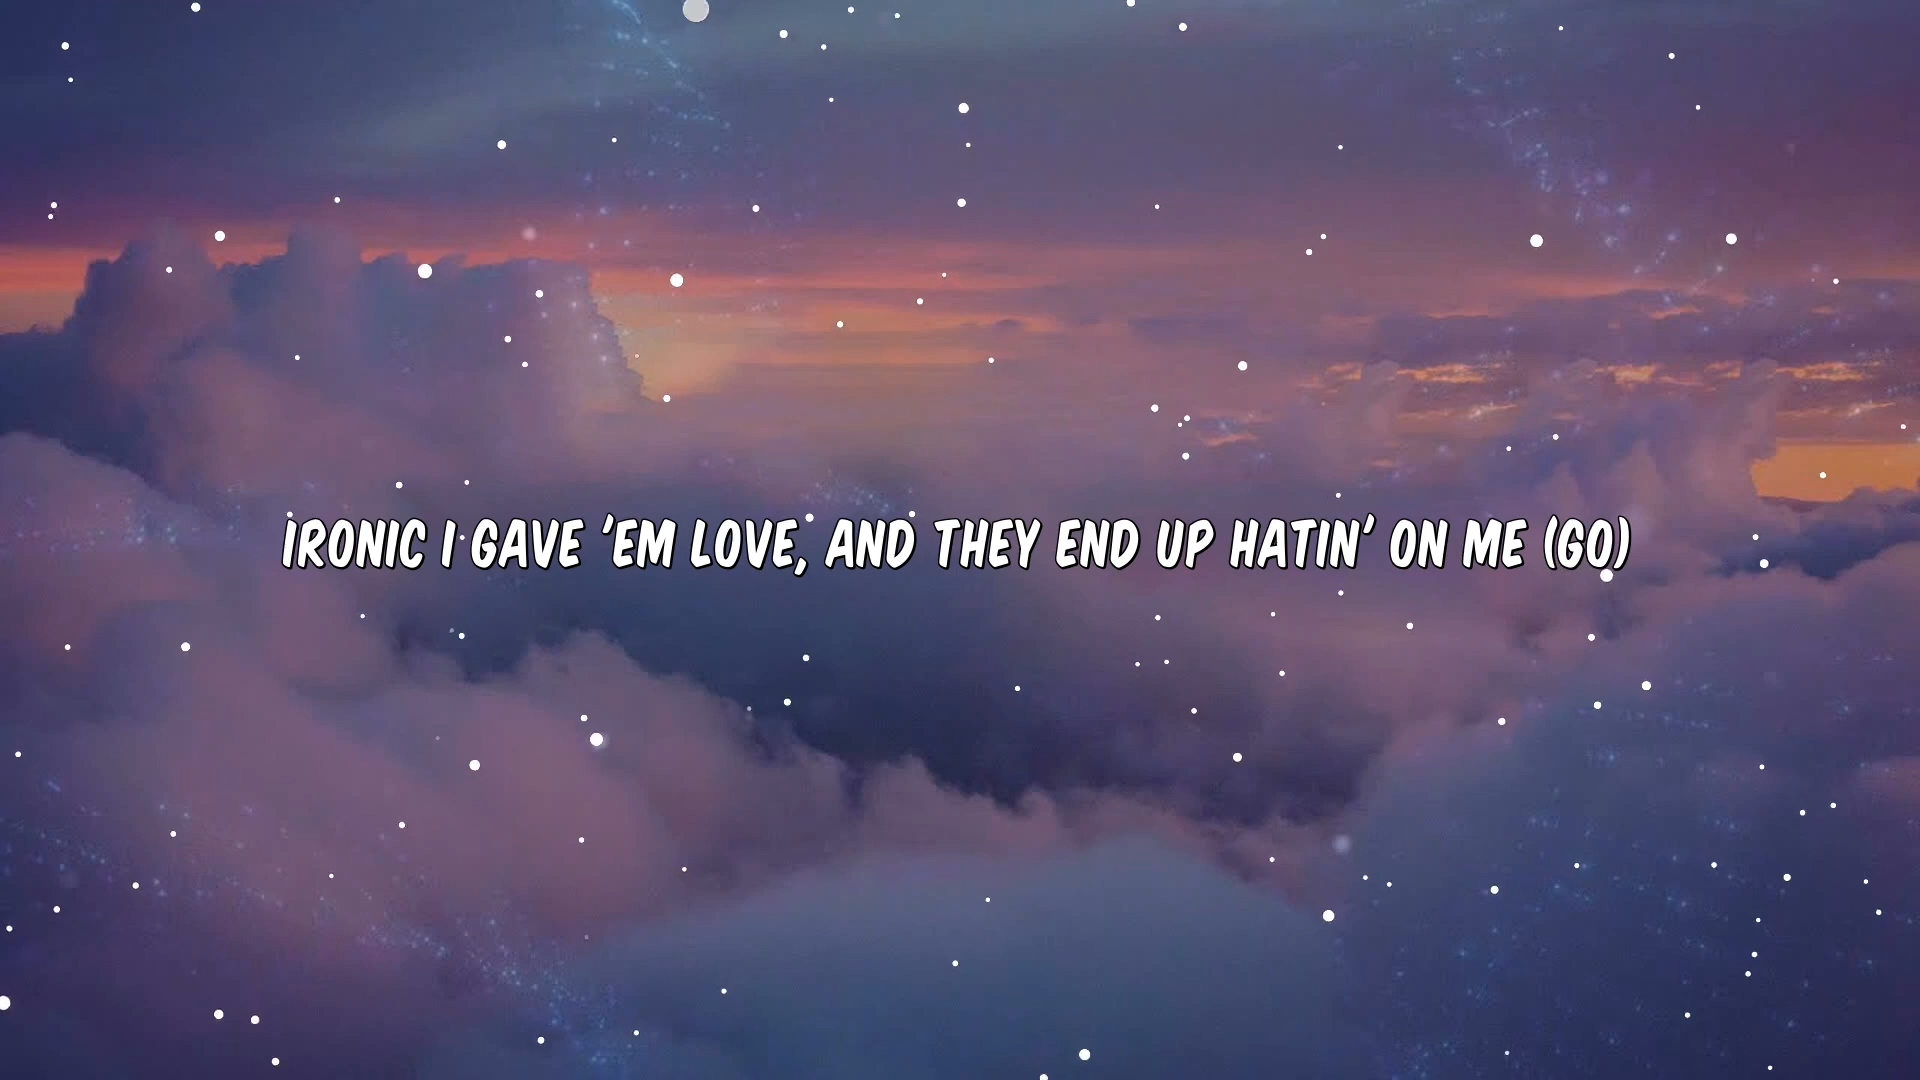 IRONIC I GAVE 'EM LOVE, AND THEY END UP HATIN' ON ME (GO)